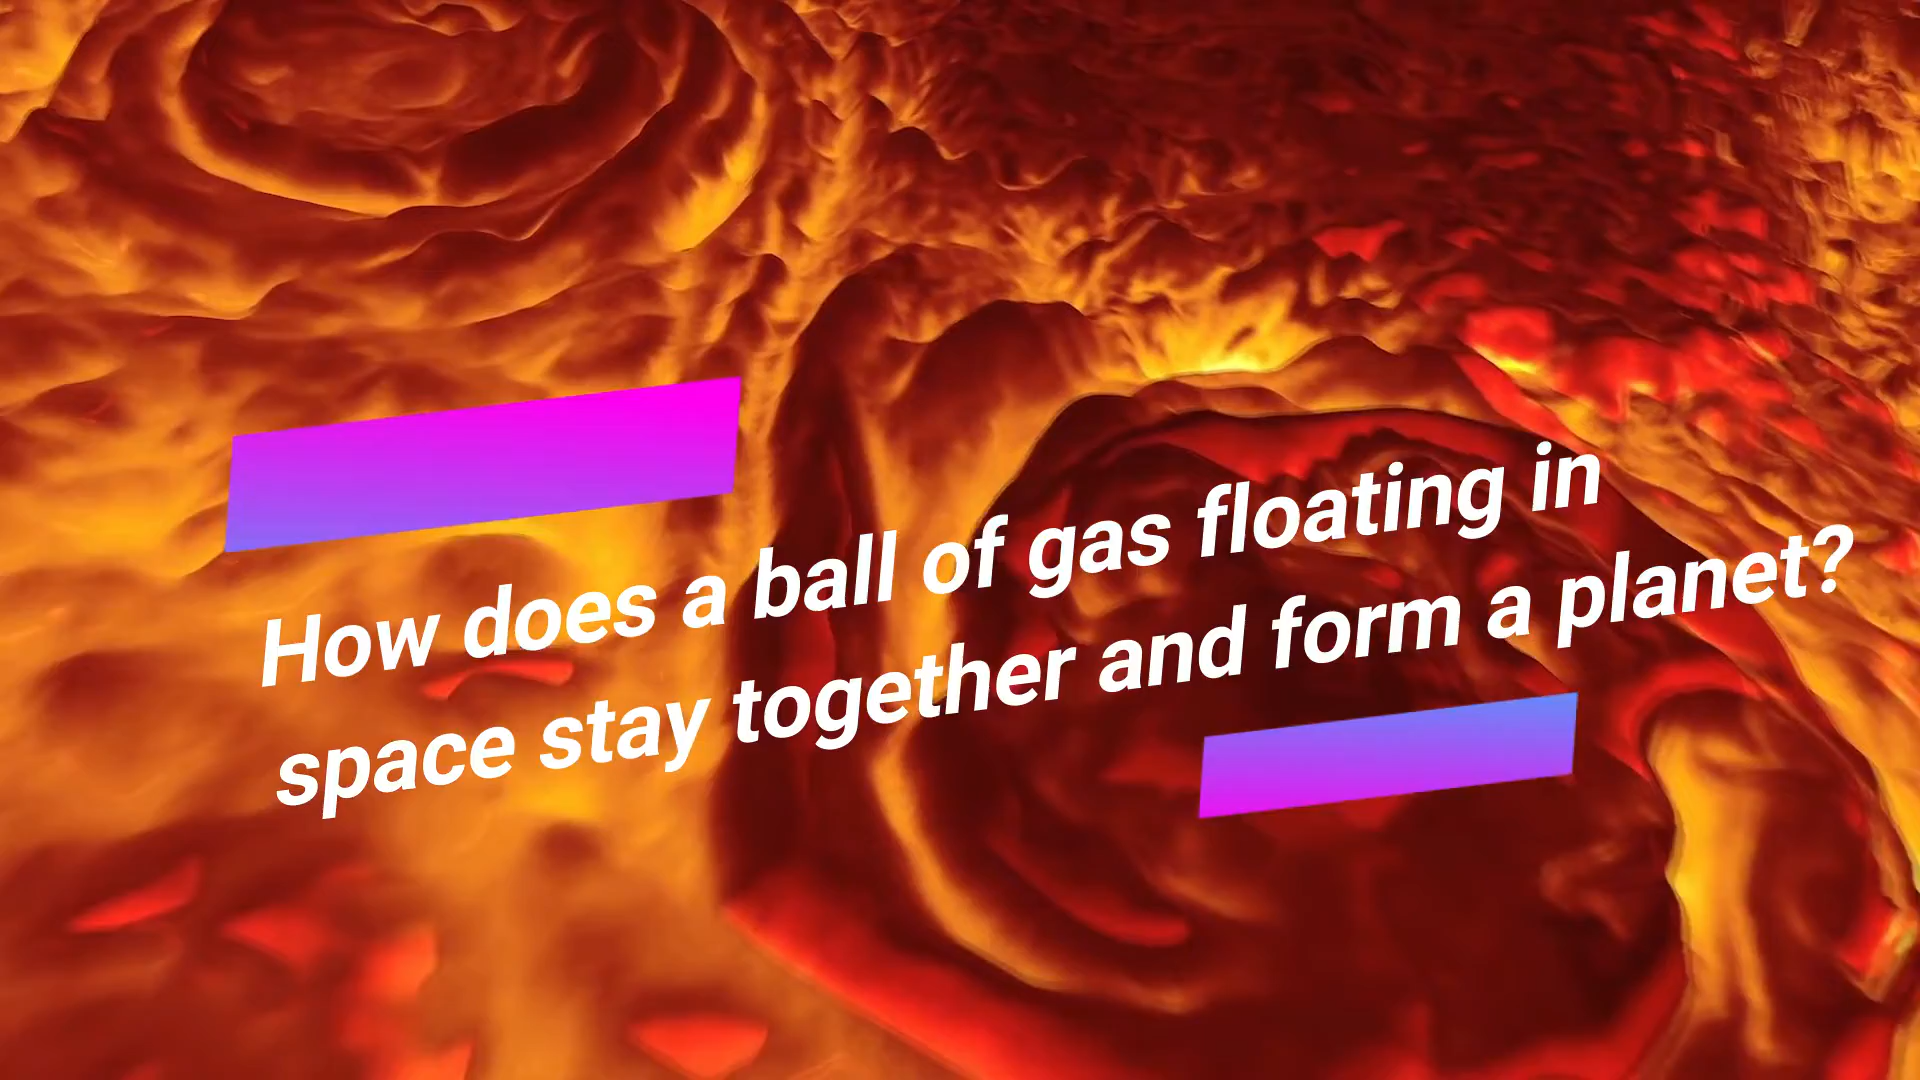 How does a ball of gas floating in
space stay together and form a planet?